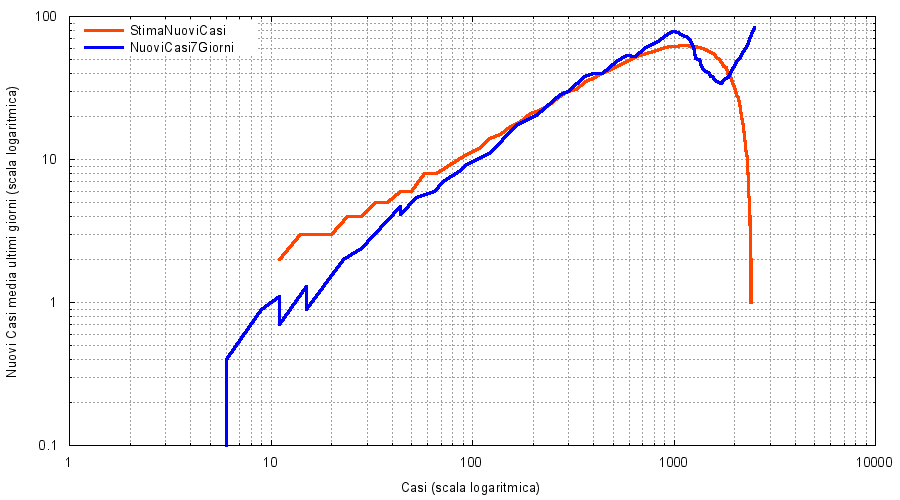 100
10
1
0.1
Nuovi Casi media ultimi giorni (scala logaritmica)
StimaNuoviCasi
NuoviCasi7Giorni
1
10
100
1000
10000
Casi (scala logaritmica)